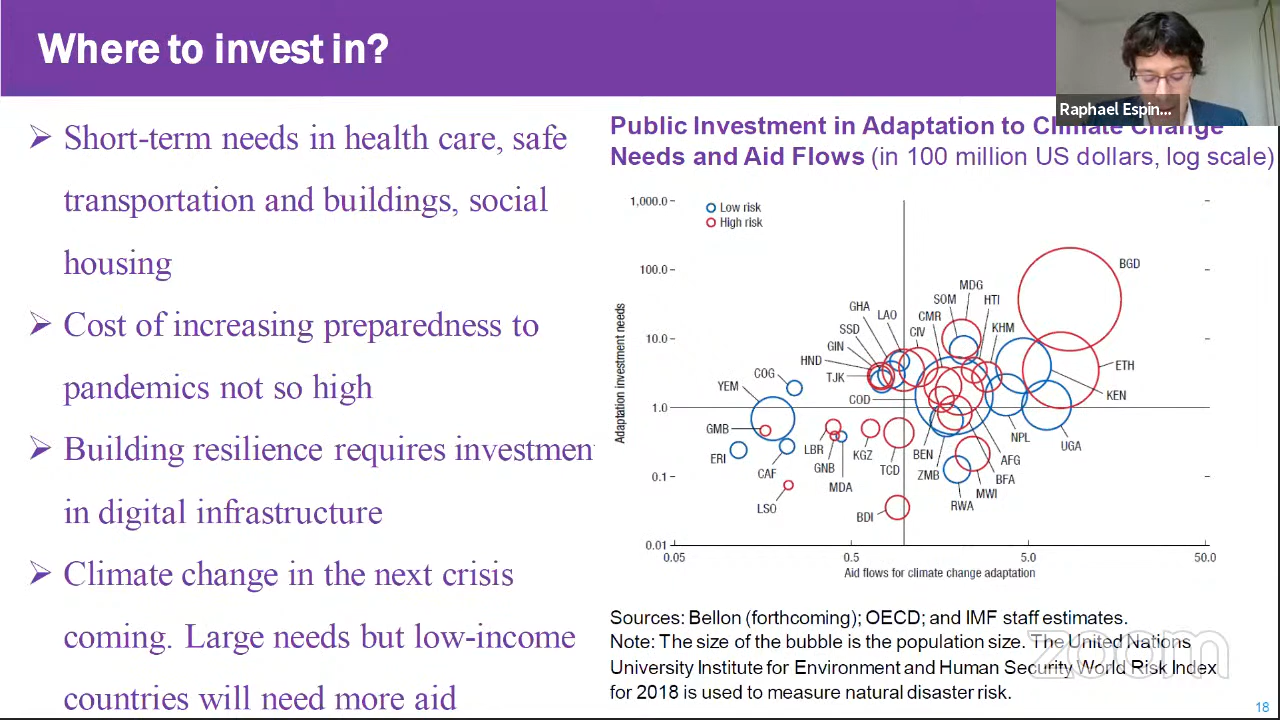 Where to invest in?
Raphael Espin...
➢ Short-term needs in health care, safe
transportation and buildings, social
housing
➢ Cost of increasing preparedness to
pandemics not so high
➢ Building resilience requires investmen
in digital infrastructure
➢ Climate change in the next crisis
coming. Large needs but low-income
countries will need more aid
Public Investment in Adaptation to Climate Change
Needs and Aid Flows (in 100 million US dollars, log scale)
Low risk
High risk
Adaptation investment needs
1,000.0
100.0
10.0
1.0
0.1
0.01
0.05
0.5
5.0
50.0
Aid flows for climate change adaptation
BGD
MDG
SOM
HTI
GHA
LAO
CMR
SSD
CIV
KHM
GIN
HND
TJK
ETH
COG
YEM
COD
KEN
GMB
NPL
UGA
ERI
CAF
LBR
GNB
KGZ
TCD
BEN
AFG
ZMB
BFA
MDA
MWI
LSO
RWA
BDI
Sources: Bellon (forthcoming); OECD; and IMF staff estimates.
Note: The size of the bubble is the population size. The United Nations
University Institute for Environment and Human Security World Risk Index
for 2018 is used to measure natural disaster risk.
zoom
18